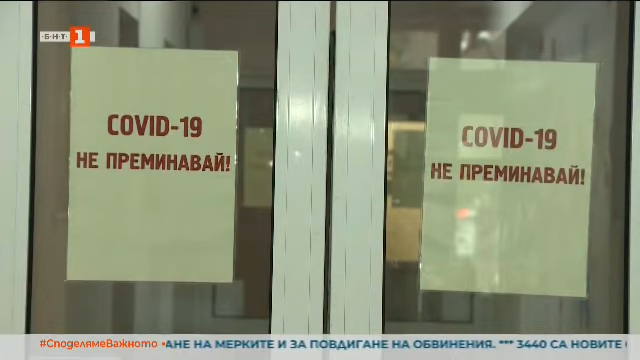 БНТ 1
COVID-19
НЕ ПРЕМИНАВАЙ!
COVID-19
НЕ ПРЕМИНАВАЙ!
#СподелямеВажното • АНЕ НА МЕРКИТЕ И ЗА ПОВДИГАНЕ НА ОБВИНЕНИЯ. *** 3440 СА НОВИТЕ